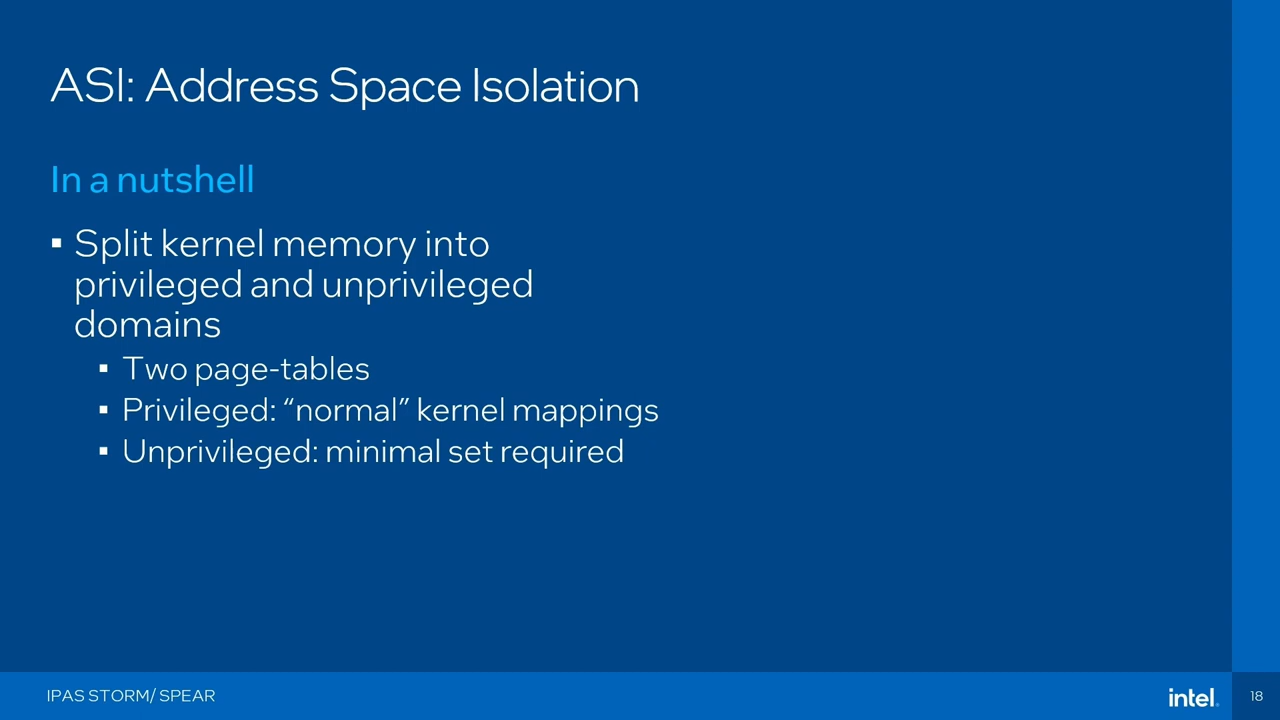 ASI: Address Space Isolation
In a nutshell
▪ Split kernel memory into
privileged and unprivileged
domains
▪ Two page-tables
▪ Privileged: “normal” kernel mappings
▪ Unprivileged: minimal set required
IPAS STORM/ SPEAR
intel.
18